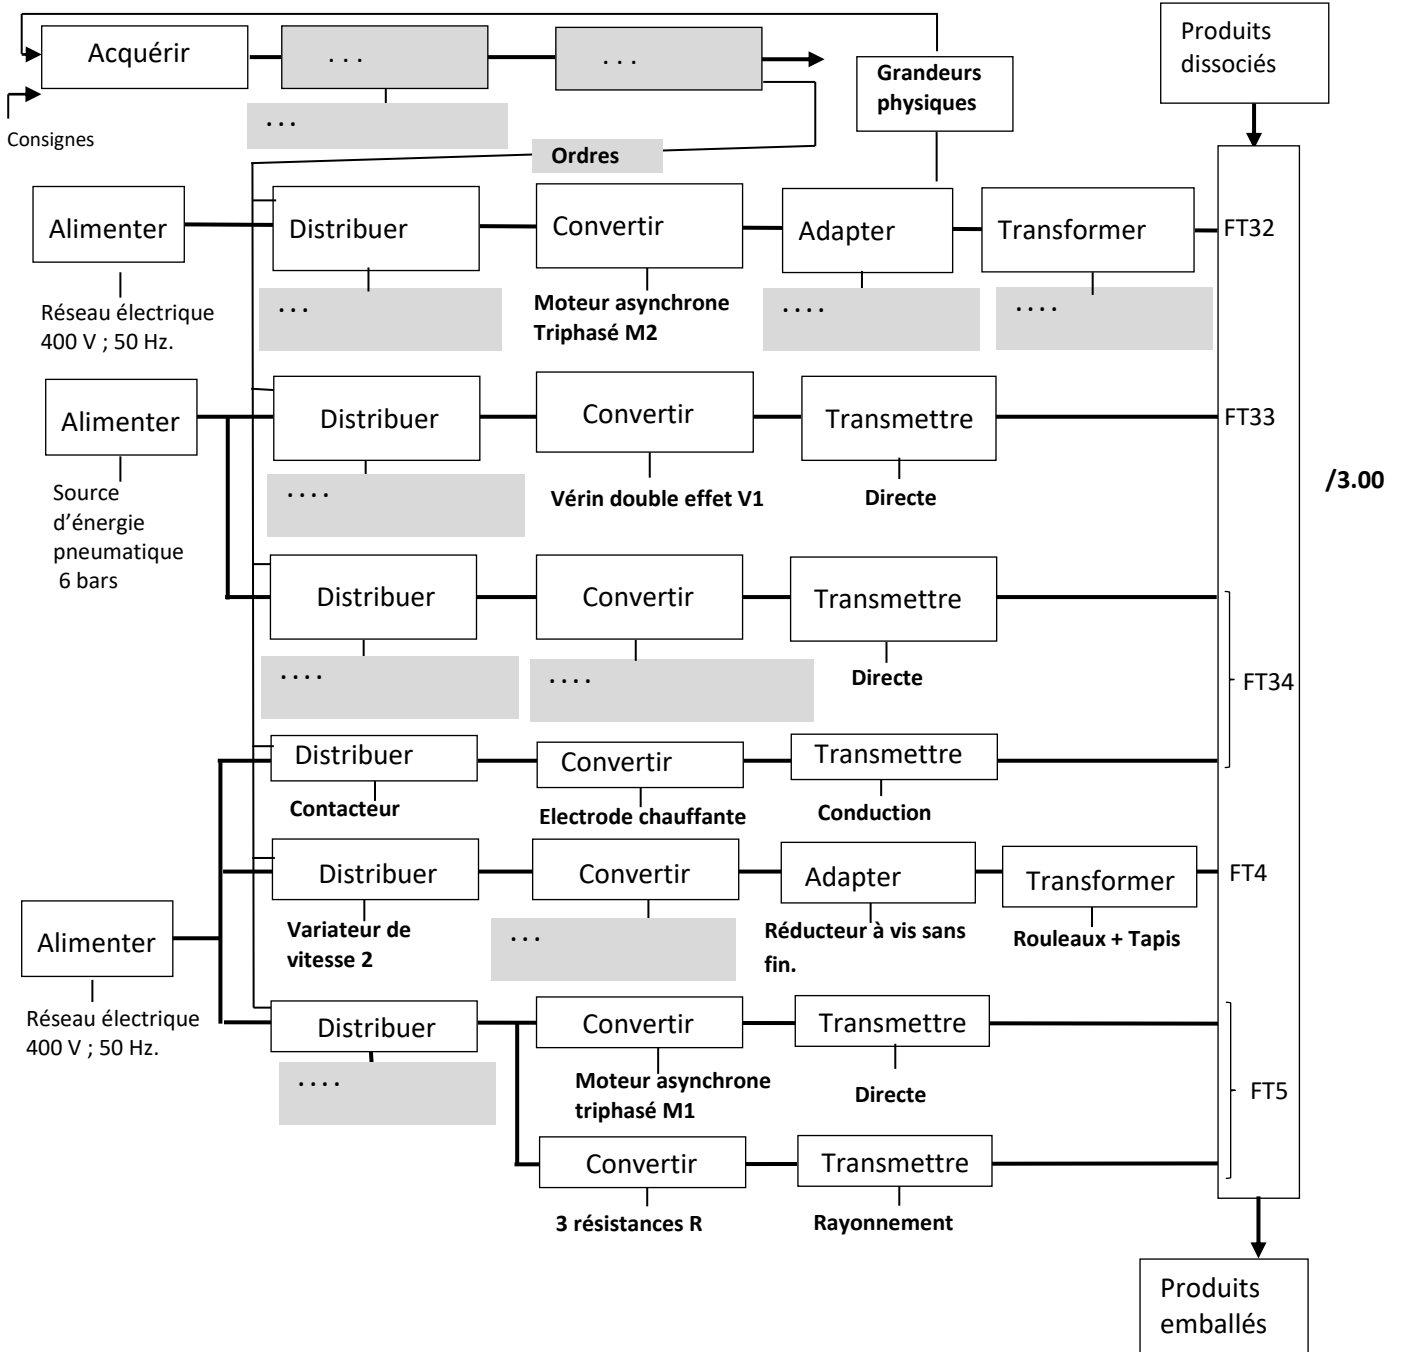 Acquérir
. . .
. . .
Grandeurs
physiques
Produits
dissociés
. . .
Consignes
Ordres
Alimenter
Distribuer
Convertir
Adapter
Transformer
FT32
Réseau électrique
400 V ; 50 Hz.
. . .
Moteur asynchrone
Triphasé M2
. . . .
. . . .
Alimenter
Distribuer
Convertir
Transmettre
FT33
Source
d’énergie
pneumatique
6 bars
. . . .
Vérin double effet V1
Directe
/3.00
Distribuer
Convertir
Transmettre
. . . .
. . . .
Directe
FT34
Distribuer
Convertir
Transmettre
Contacteur
Electrode chauffante
Conduction
Distribuer
Convertir
Adapter
Transformer
FT4
Alimenter
Variateur de
vitesse 2
. . .
Réducteur à vis sans
fin.
Rouleaux + Tapis
Réseau électrique
400 V ; 50 Hz.
Distribuer
Convertir
Transmettre
. . . .
Moteur asynchrone
triphasé M1
Directe
FT5
Convertir
Transmettre
3 résistances R
Rayonnement
Produits
emballés